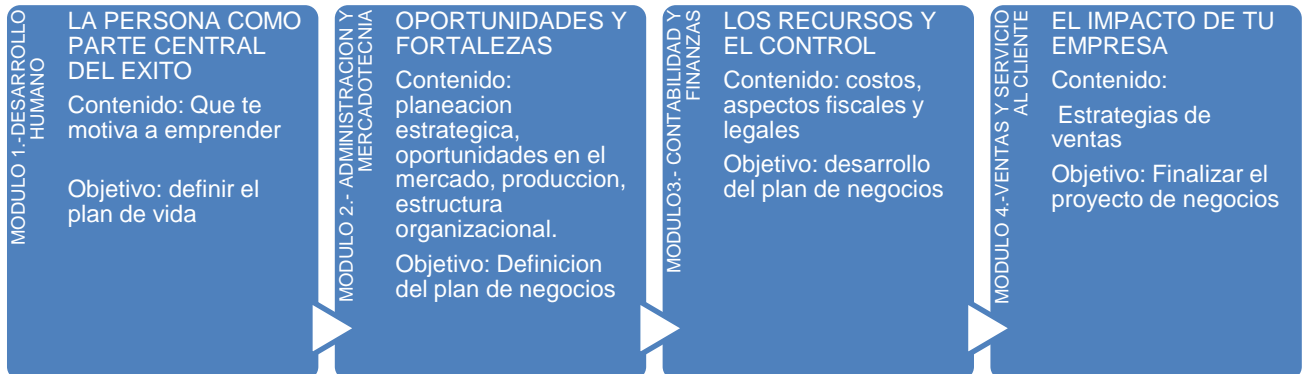 MODULO 1.-DESARROLLO
HUMANO
LA PERSONA COMO
PARTE CENTRAL
DEL EXITO
Contenido: Que te
motiva a emprender
Objetivo: definir el
plan de vida
MODULO 2.- ADMINISTRACION Y
MERCADOTECNIA
OPORTUNIDADES Y
FORTALEZAS
Contenido:
planeacion
estrategica,
oportunidades en el
mercado, produccion,
estructura
organizacional.
Objetivo: Definicion
del plan de negocios
MODULO3.- CONTABILIDAD Y
FINANZAS
LOS RECURSOS Y
EL CONTROL
Contenido: costos,
aspectos fiscales y
legales
Objetivo: desarrollo
del plan de negocios
MODULO 4.-VENTAS Y SERVICIO
AL CLIENTE
EL IMPACTO DE TU
EMPRESA
Contenido:
Estrategias de
ventas
Objetivo: Finalizar el
proyecto de negocios